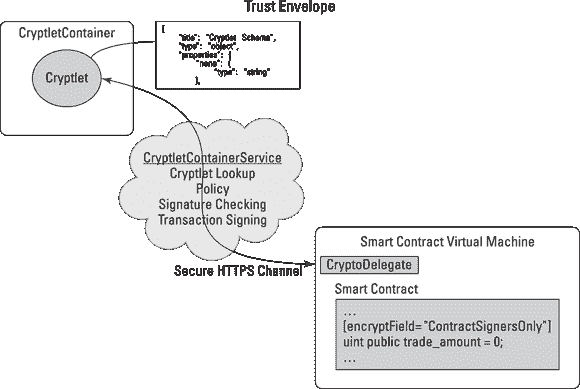 Trust Envelope
CryptletContainer
Cryptlet
{
"title": "Cryptlet Schema",
"type": "object",
"properties": {
"name": {
"type": "string"
},
CryptletContainerService
Cryptlet Lookup
Policy
Signature Checking
Transaction Signing
Secure HTTPS Channel
Smart Contract Virtual Machine
CryptoDelegate
Smart Contract
...
[encryptField="ContractSignersOnly"]
uint public trade_amount = 0;
...